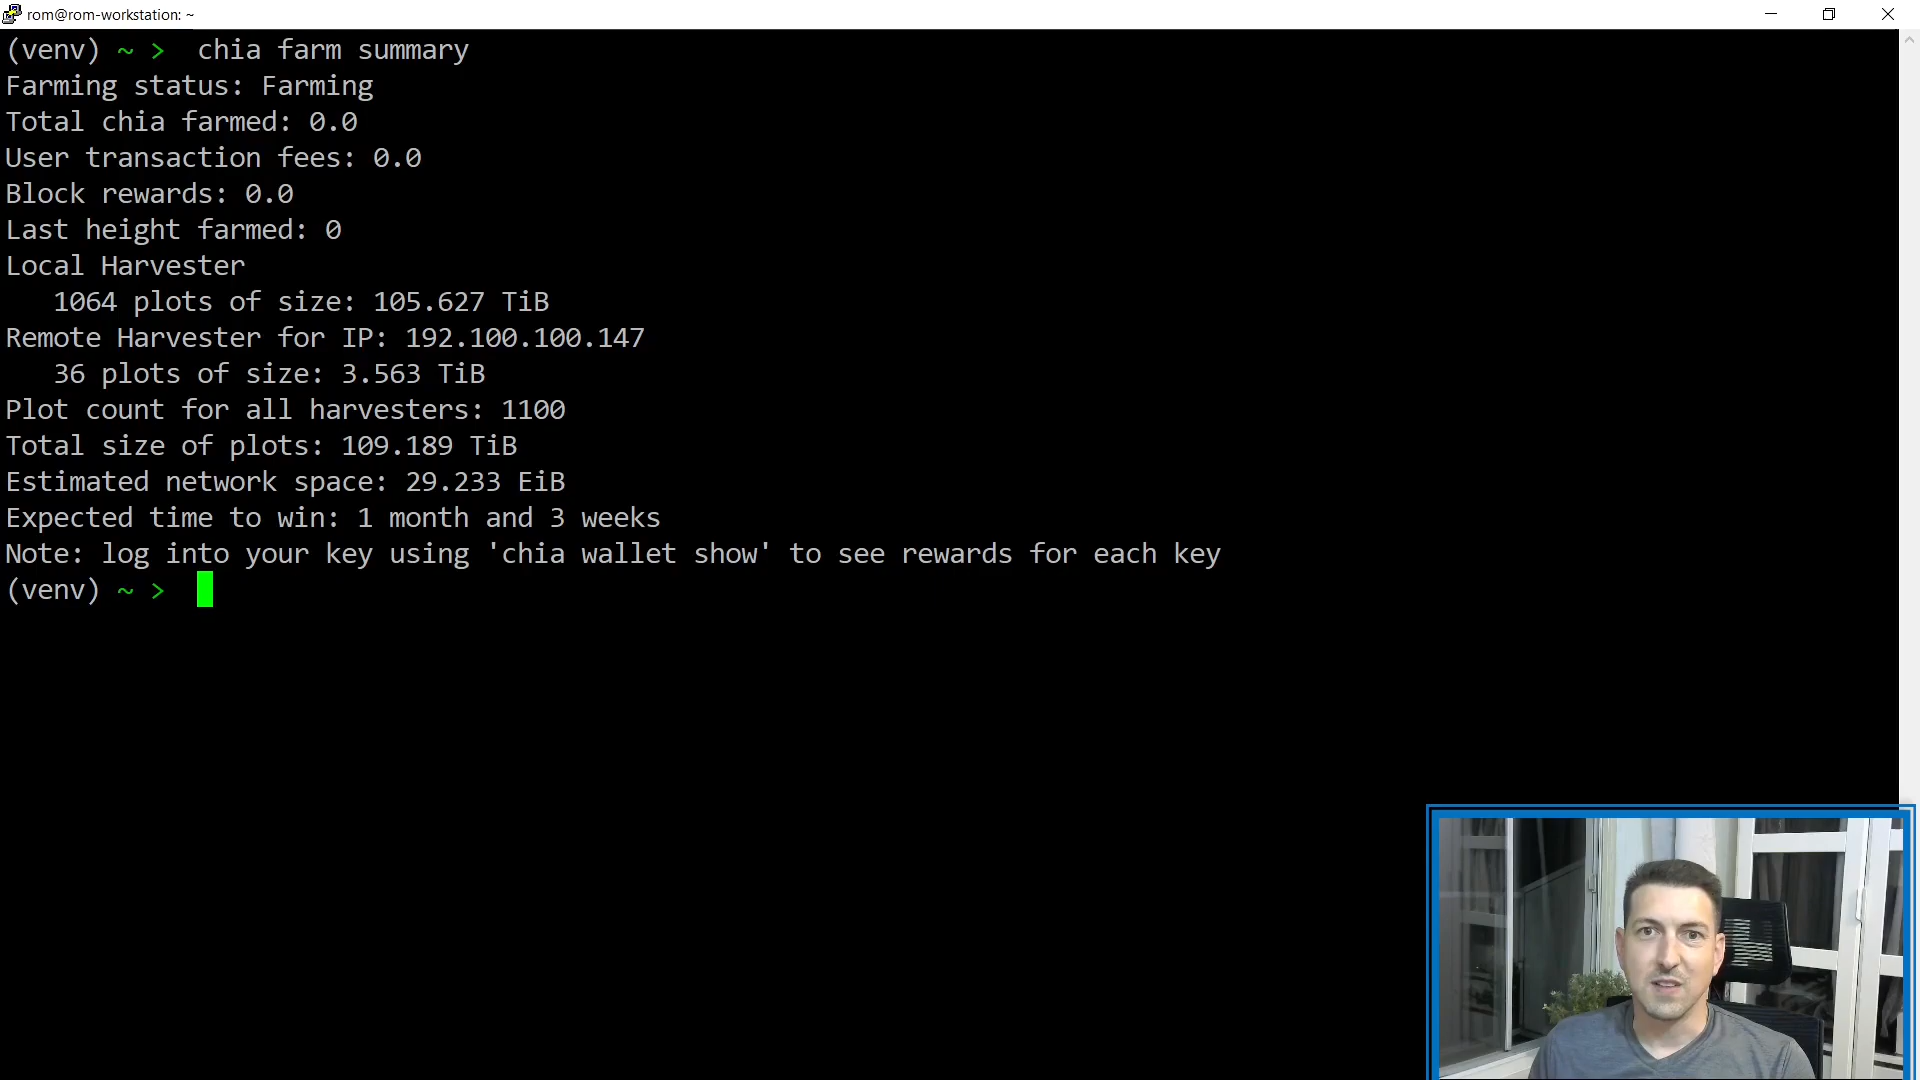 rom@rom-workstation: ~
(venv) ~ > chia farm summary
Farming status: Farming
Total chia farmed: 0.0
User transaction fees: 0.0
Block rewards: 0.0
Last height farmed: 0
Local Harvester
1064 plots of size: 105.627 TiB
Remote Harvester for IP: 192.100.100.147
36 plots of size: 3.563 TiB
Plot count for all harvesters: 1100
Total size of plots: 109.189 TiB
Estimated network space: 29.233 EiB
Expected time to win: 1 month and 3 weeks
Note: log into your key using 'chia wallet show' to see rewards for each key
(venv) ~ >